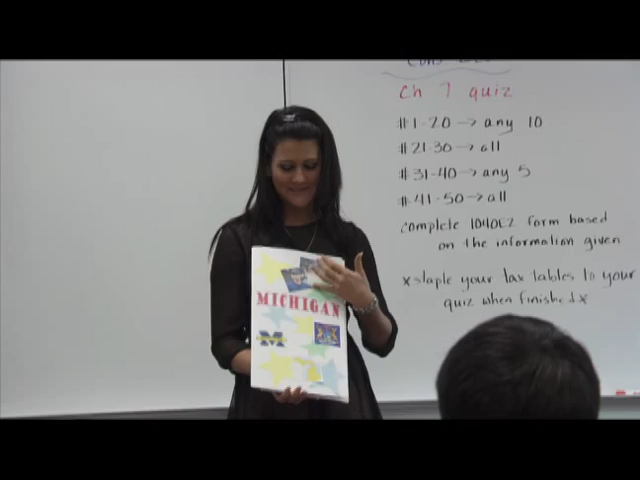 Ch 7 quiz
#1-20→any 10
#21-30→all
#31-40→any 5
#41-50→all
complete 1040EZ form based
on the information given
*staple your tax tables to your
quiz when finished*
MICHIGAN
M